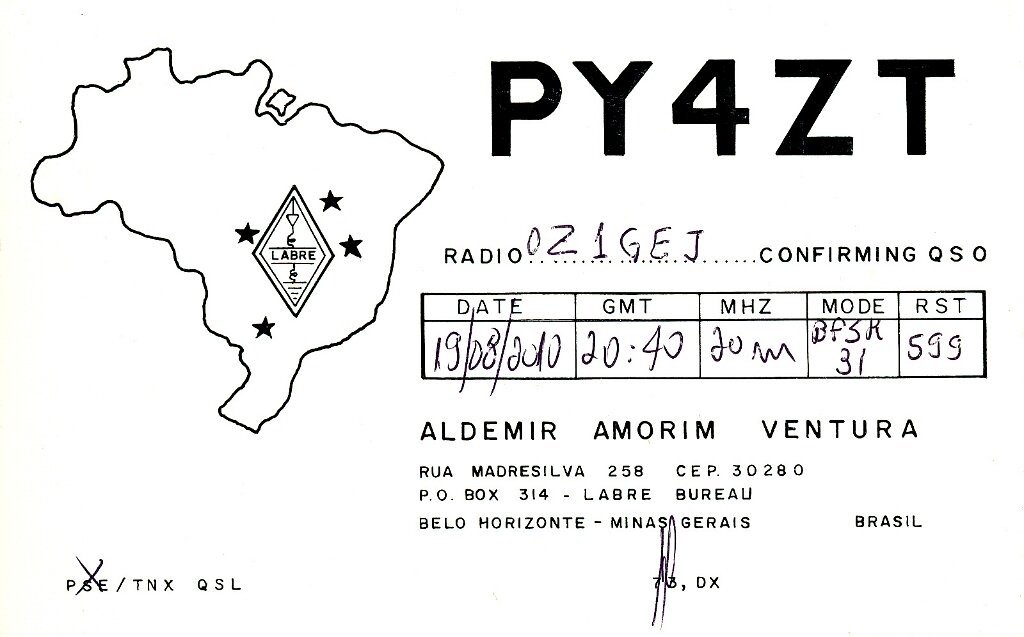 PY4ZT
LABRE
RADIO OZ1GEJ CONFIRMING QSO
DATE GMT MHZ MODE RST
19/08/2010 20:40 20m BPSK 31 599
ALDEMIR AMORIM VENTURA
RUA MADRESILVA 258 CEP. 30280
P.O. BOX 314 - LABRE BUREAU
BELO HORIZONTE - MINAS GERAIS BRASIL
PSE/TNX QSL 73, DX